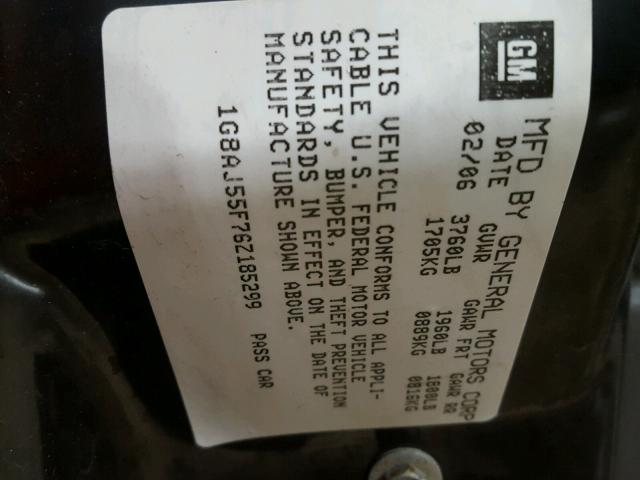 GM
MFD BY GENERAL MOTORS CORP
DATE GVWR GAWR FRT GAWR RR
02/06 3760LB 1960LB 1800LB
1705KG 0889KG 0816KG
THIS VEHICLE CONFORMS TO ALL APPLI-
CABLE U.S. FEDERAL MOTOR VEHICLE
SAFETY, BUMPER, AND THEFT PREVENTION
STANDARDS IN EFFECT ON THE DATE OF
MANUFACTURE SHOWN ABOVE.
1G8AJ55F76Z185299 PASS CAR